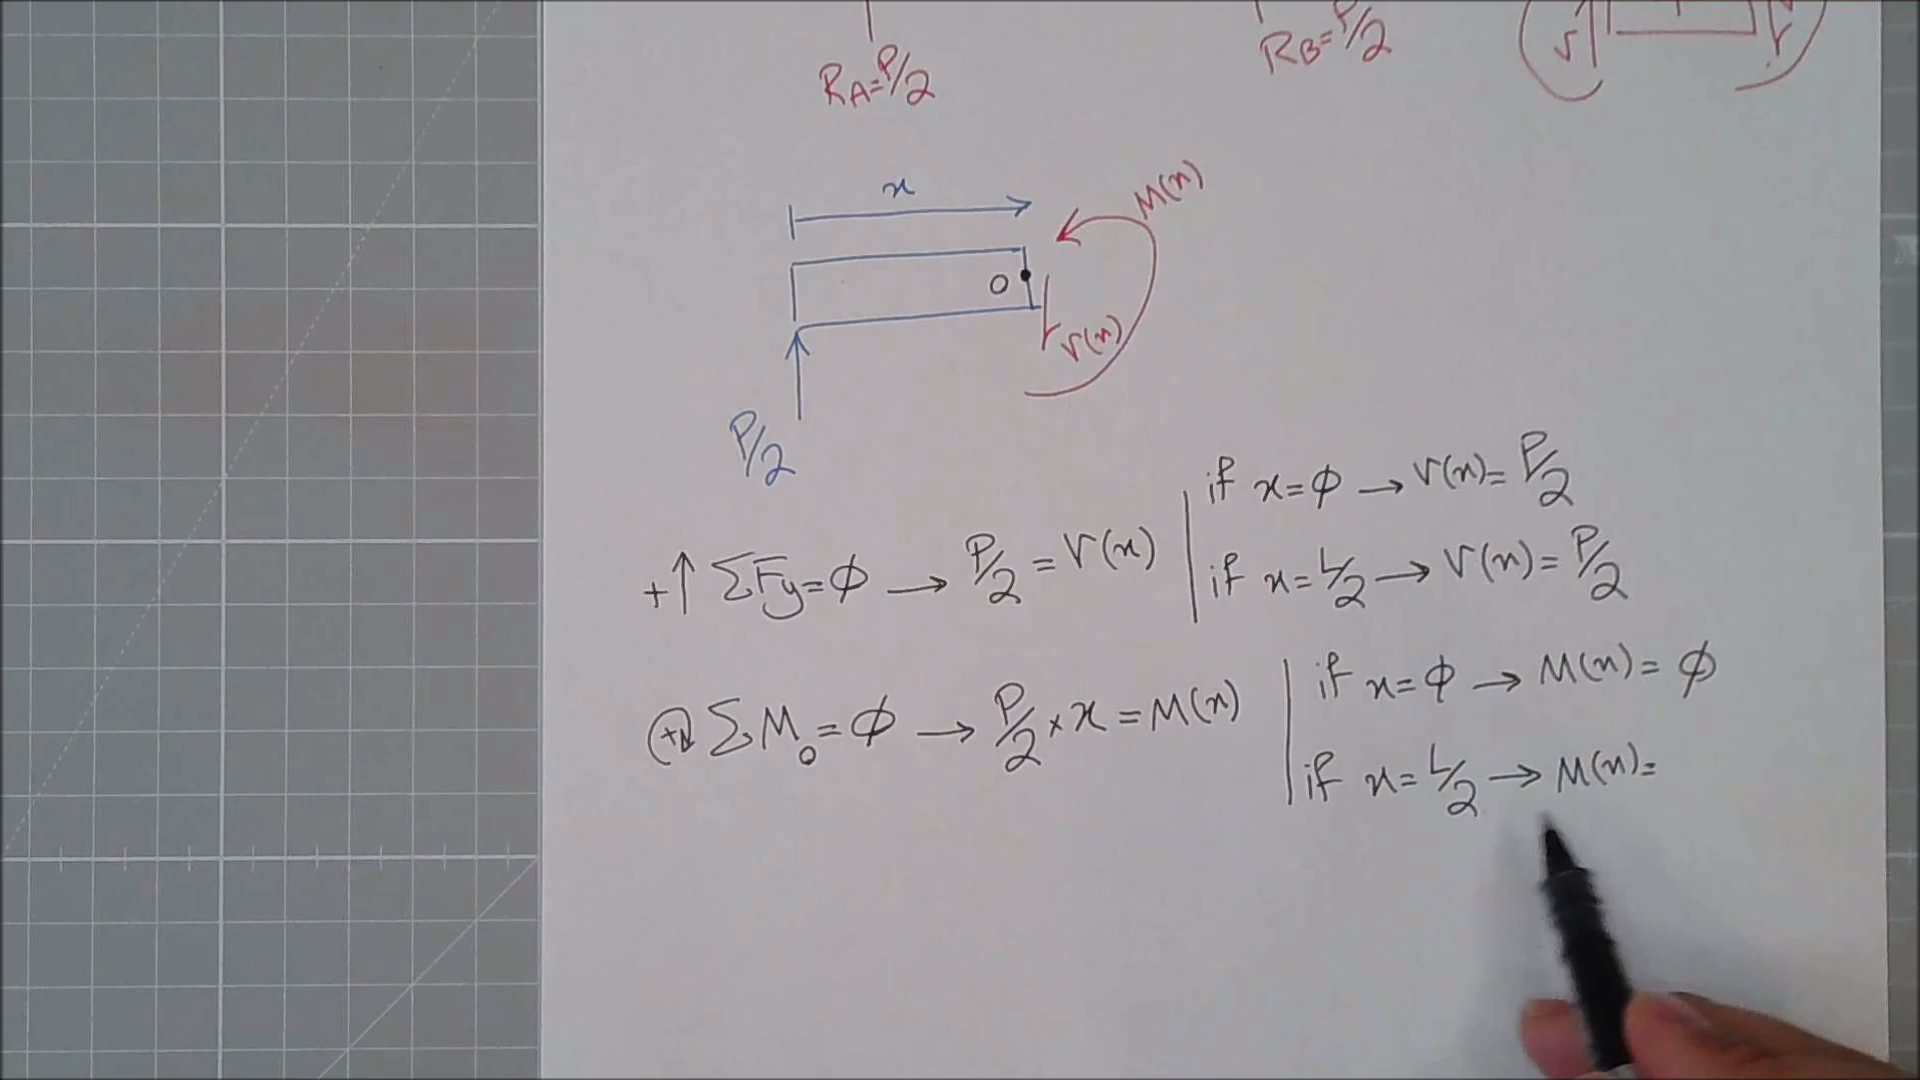 RA=P/2
RB=P/2
V
x
M(x)
O
V(x)
P/2
if x=ϕ → V(x)= P/2
+↑ ΣFy=ϕ → P/2 = V(x)
if x=L/2 → V(x)= P/2
if x=ϕ → M(x)= ϕ
+ ΣMo=ϕ → P/2 × x = M(x)
if x=L/2 → M(x)=